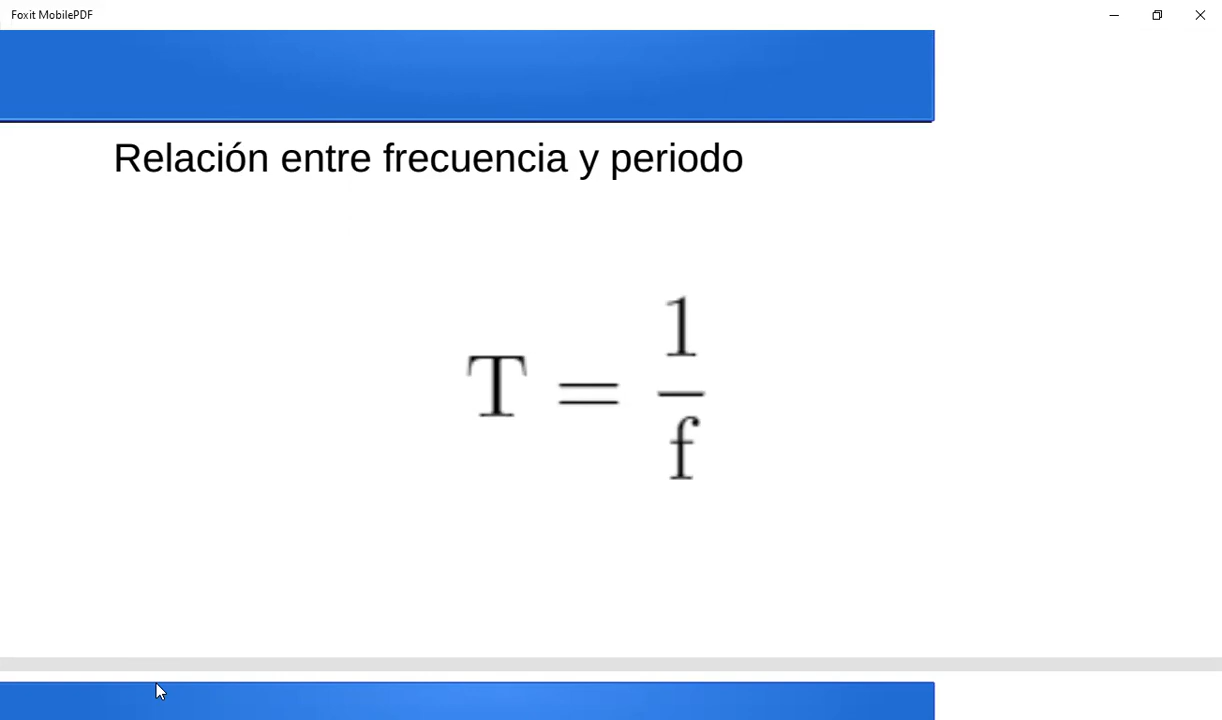 Foxit MobilePDF
Relación entre frecuencia y periodo
T = 1/f